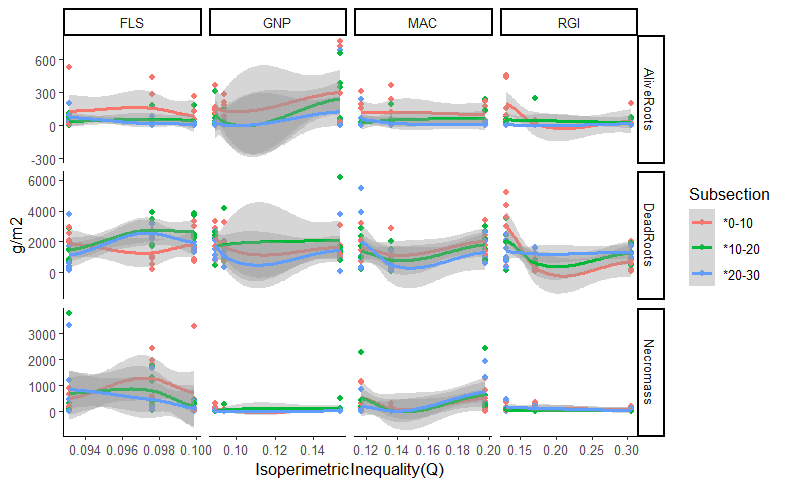 FLS GNP MAC RGI
600
300
0
-300
AliveRoots
g/m2
6000
4000
2000
0
DeadRoots
3000
2000
1000
0
Necromass
0.094 0.096 0.098 0.100 0.10 0.12 0.14 0.12 0.14 0.16 0.18 0.20 0.15 0.20 0.25 0.30
IsoperimetricInequality(Q)
Subsection
*0-10
*10-20
*20-30